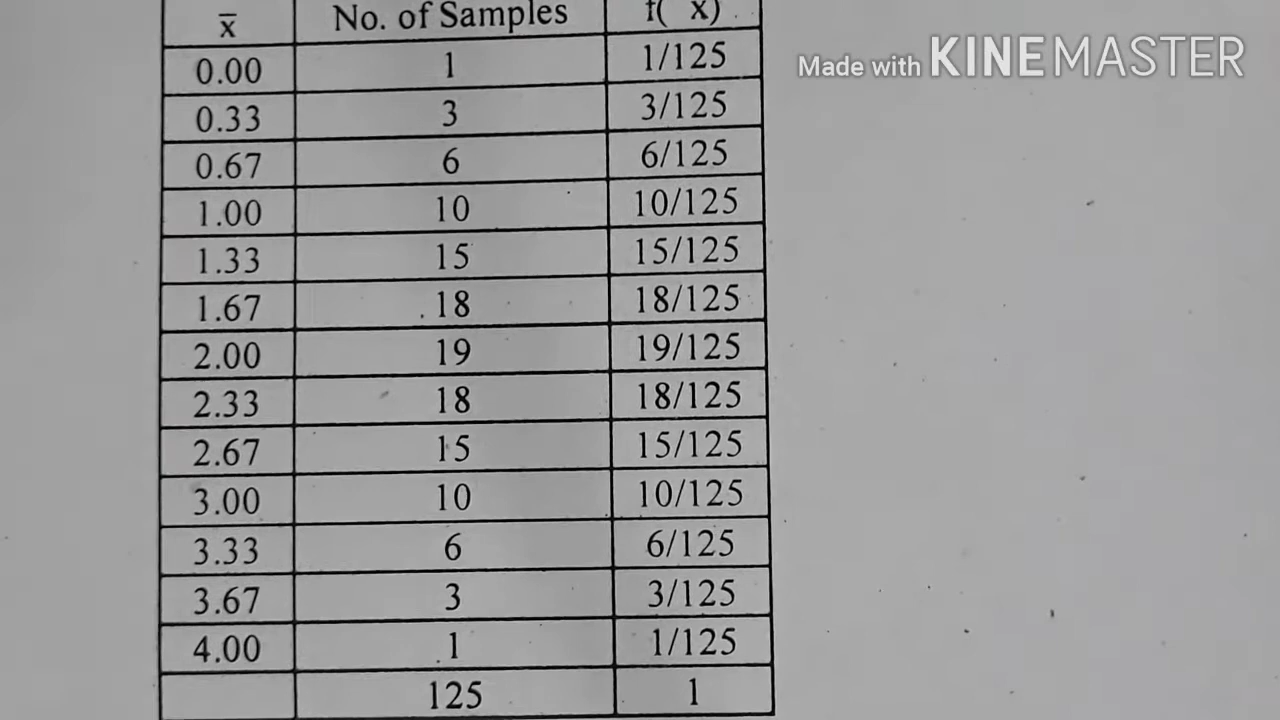 x̅ No. of Samples f( x)
0.00 1 1/125
0.33 3 3/125
0.67 6 6/125
1.00 10 10/125
1.33 15 15/125
1.67 18 18/125
2.00 19 19/125
2.33 18 18/125
2.67 15 15/125
3.00 10 10/125
3.33 6 6/125
3.67 3 3/125
4.00 1 1/125
125 1
Made with KINEMASTER